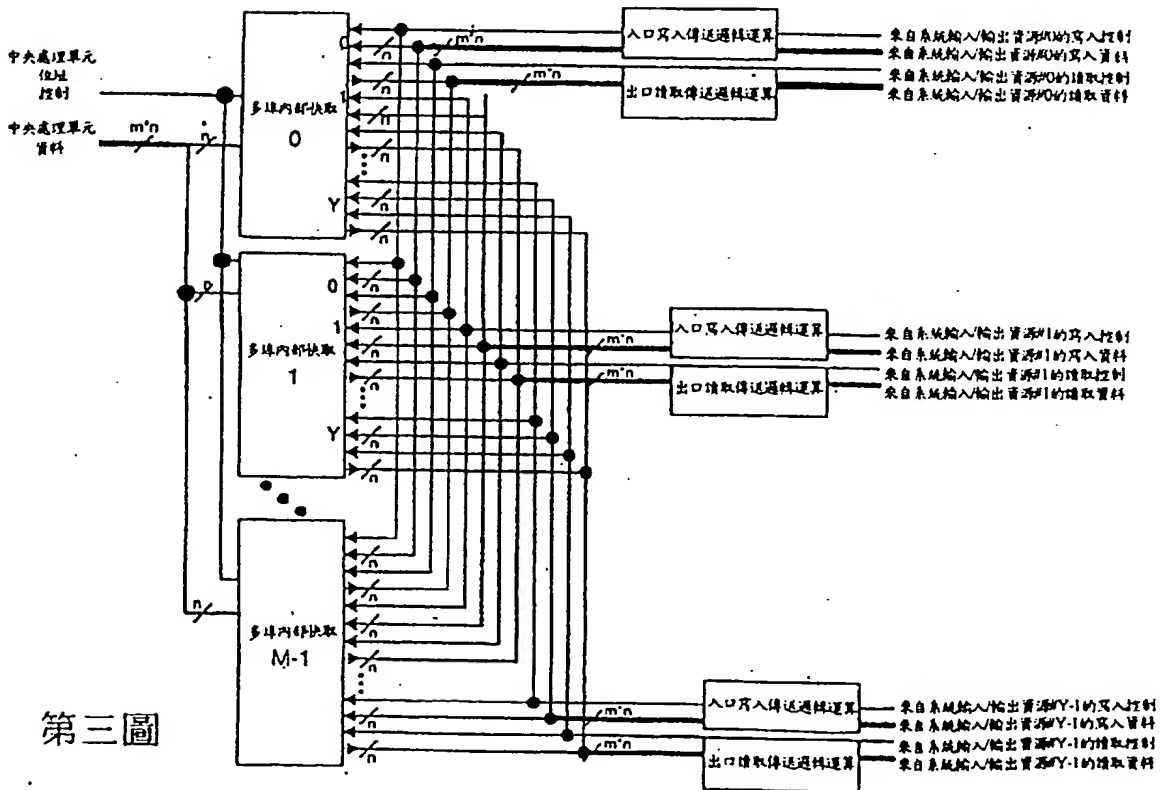 中央處理單元
位址
控制
中央處理單元
資料
m*n
n
多埠內部快取
0
0
1
Y
n
n
n
n
n
n
m*n
m*n
入口寫入傳送邏輯運算
出口讀取傳送邏輯運算
來自系統輸入/輸出資源#0的寫入控制
來自系統輸入/輸出資源#0的寫入資料
來自系統輸入/輸出資源#0的讀取控制
來自系統輸入/輸出資源#0的讀取資料
多埠內部快取
1
0
1
Y
n
n
n
n
n
n
m*n
m*n
入口寫入傳送邏輯運算
出口讀取傳送邏輯運算
來自系統輸入/輸出資源#1的寫入控制
來自系統輸入/輸出資源#1的寫入資料
來自系統輸入/輸出資源#1的讀取控制
來自系統輸入/輸出資源#1的讀取資料
n
多埠內部快取
M-1
n
n
n
n
n
n
m*n
m*n
入口寫入傳送邏輯運算
出口讀取傳送邏輯運算
來自系統輸入/輸出資源#Y-1的寫入控制
來自系統輸入/輸出資源#Y-1的寫入資料
來自系統輸入/輸出資源#Y-1的讀取控制
來自系統輸入/輸出資源#Y-1的讀取資料
第三圖